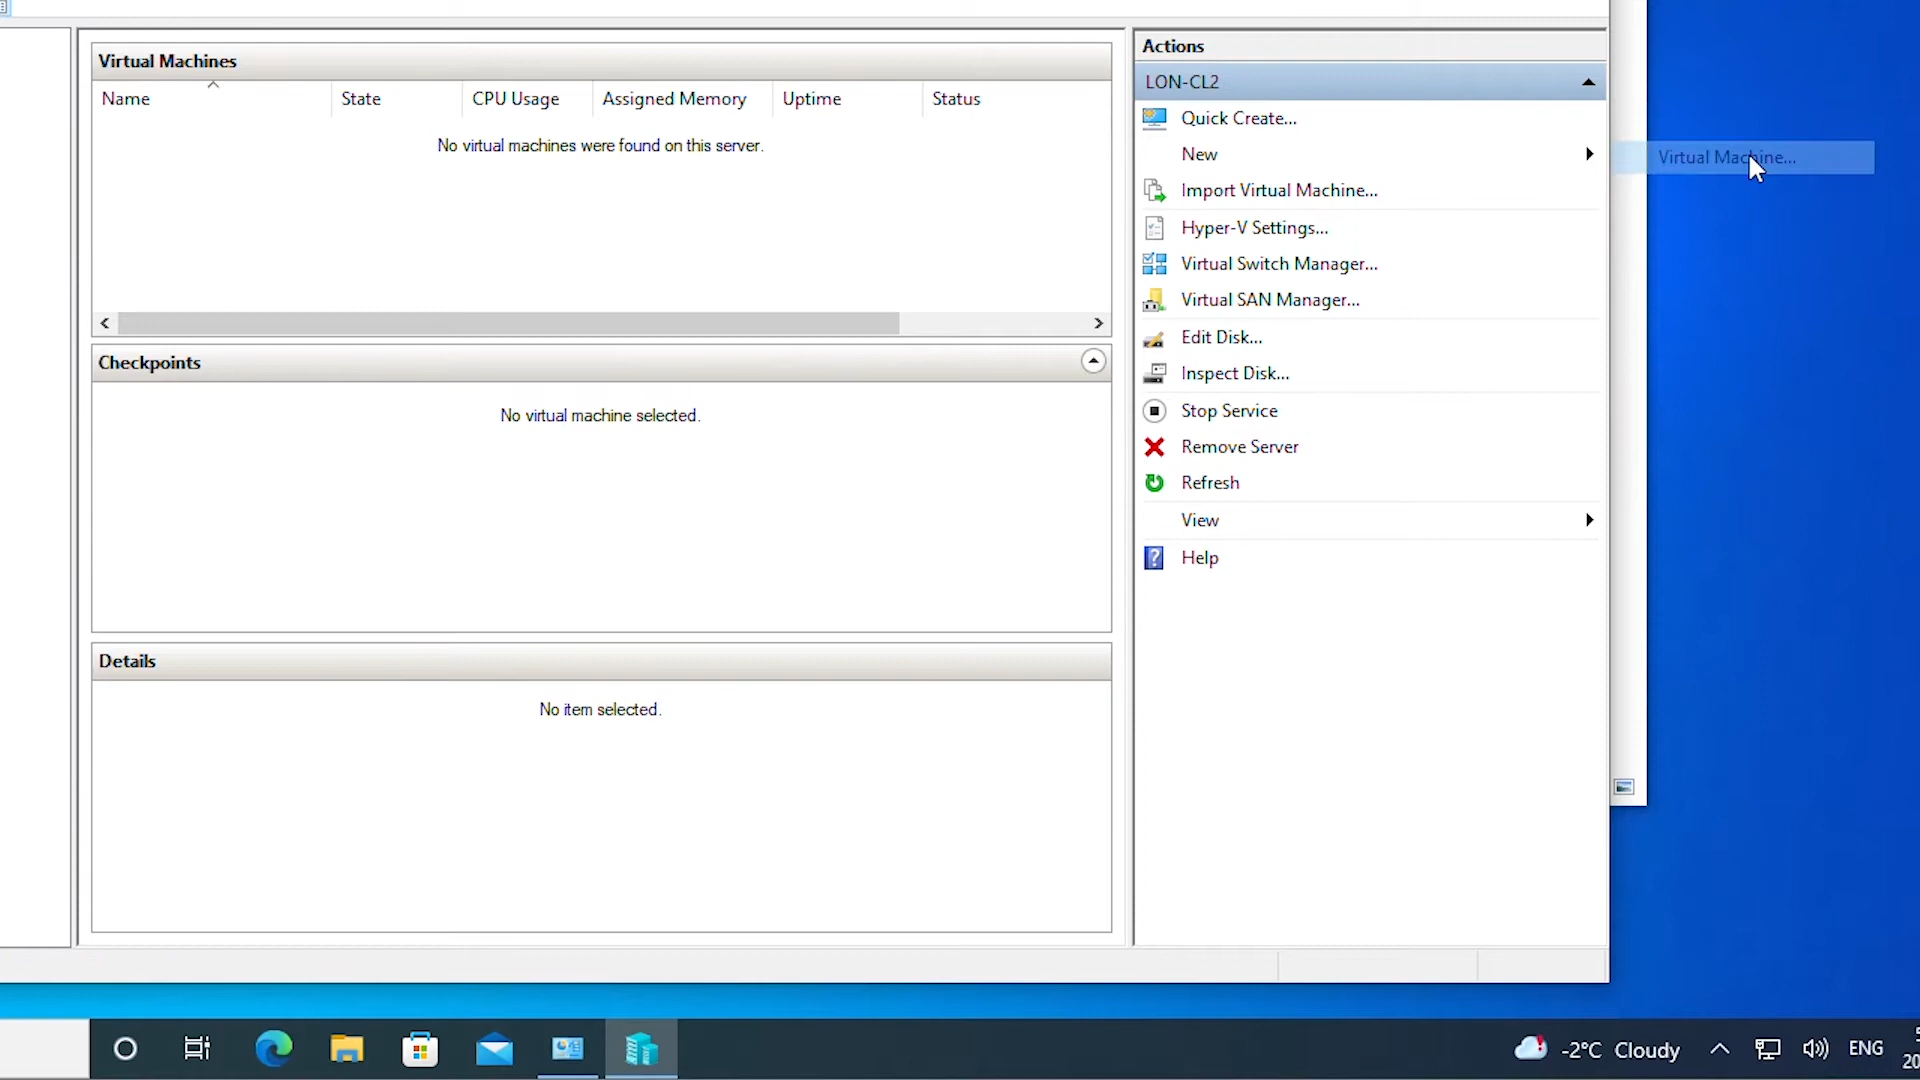 Virtual Machines
Name State CPU Usage Assigned Memory Uptime Status
No virtual machines were found on this server.
Checkpoints
No virtual machine selected.
Details
No item selected.
Actions
LON-CL2
Quick Create...
New
Virtual Machine...
Import Virtual Machine...
Hyper-V Settings...
Virtual Switch Manager...
Virtual SAN Manager...
Edit Disk...
Inspect Disk...
Stop Service
Remove Server
Refresh
View
Help
-2°C Cloudy ENG